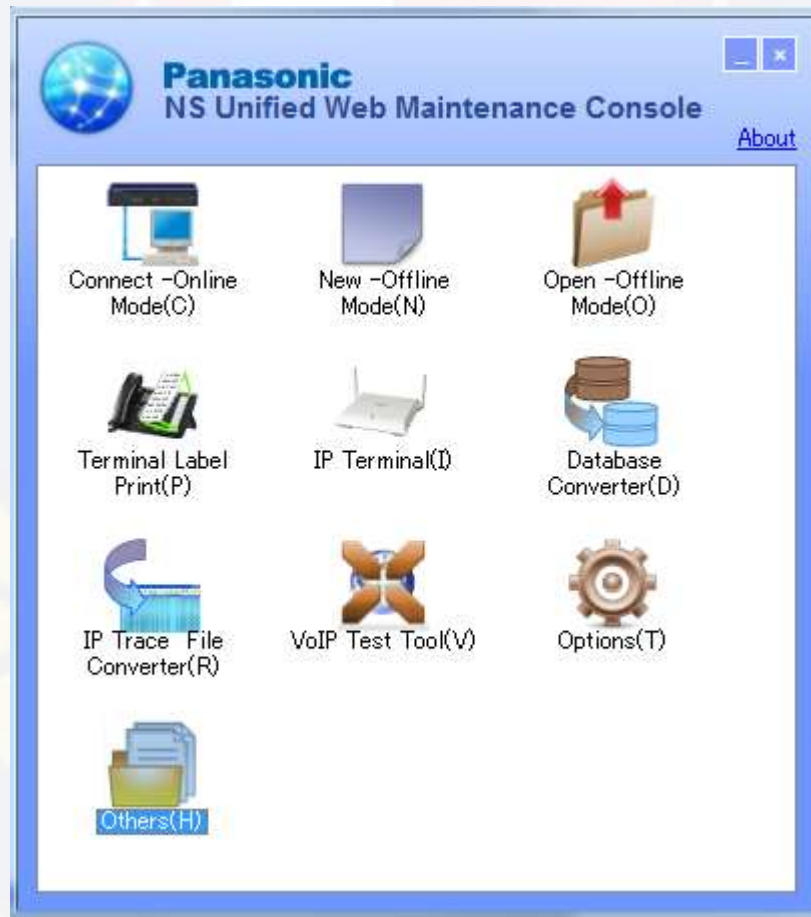 Panasonic
NS Unified Web Maintenance Console
About
Connect -Online
Mode(C)
New -Offline
Mode(N)
Open -Offline
Mode(O)
Terminal Label
Print(P)
IP Terminal(I)
Database
Converter(D)
IP Trace File
Converter(R)
VoIP Test Tool(V)
Options(T)
Others(H)